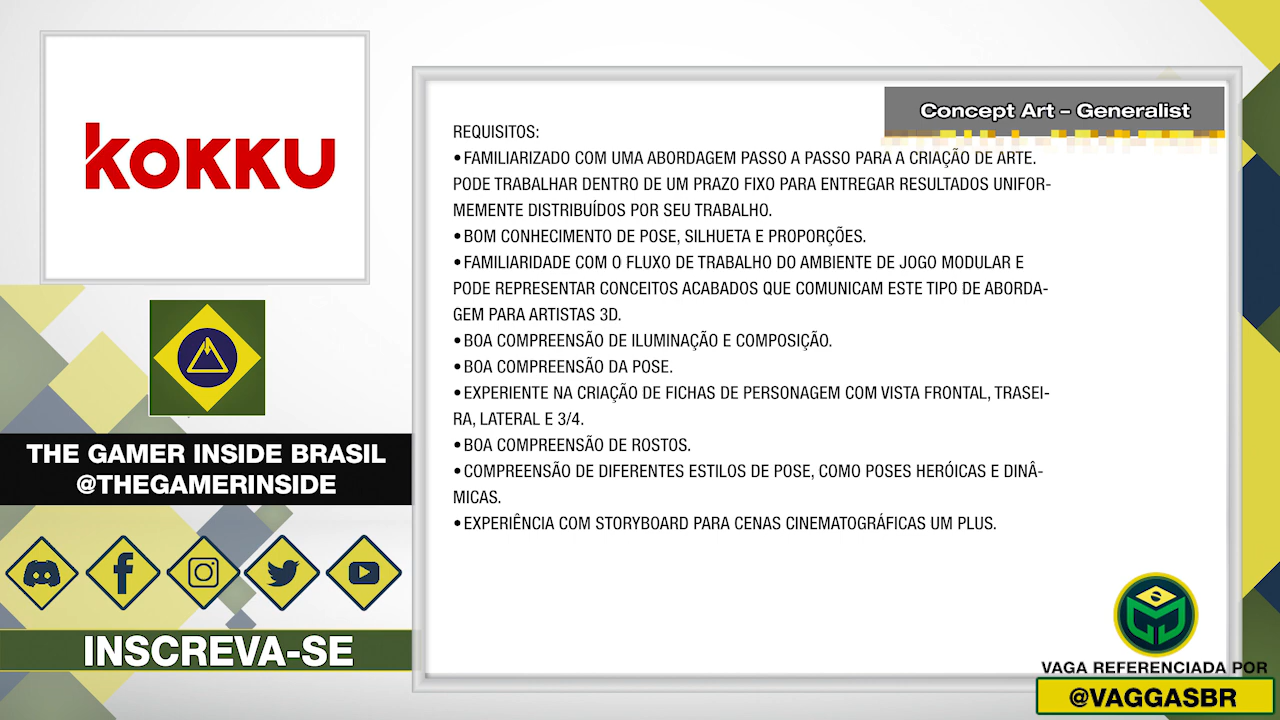 KOKKU
Concept Art – Generalist
REQUISITOS:
•FAMILIARIZADO COM UMA ABORDAGEM PASSO A PASSO PARA A CRIAÇÃO DE ARTE.
PODE TRABALHAR DENTRO DE UM PRAZO FIXO PARA ENTREGAR RESULTADOS UNIFOR-
MEMENTE DISTRIBUÍDOS POR SEU TRABALHO.
•BOM CONHECIMENTO DE POSE, SILHUETA E PROPORÇÕES.
•FAMILIARIDADE COM O FLUXO DE TRABALHO DO AMBIENTE DE JOGO MODULAR E
PODE REPRESENTAR CONCEITOS ACABADOS QUE COMUNICAM ESTE TIPO DE ABORDA-
GEM PARA ARTISTAS 3D.
•BOA COMPREENSÃO DE ILUMINAÇÃO E COMPOSIÇÃO.
•BOA COMPREENSÃO DA POSE.
•EXPERIENTE NA CRIAÇÃO DE FICHAS DE PERSONAGEM COM VISTA FRONTAL, TRASEI-
RA, LATERAL E 3/4.
•BOA COMPREENSÃO DE ROSTOS.
•COMPREENSÃO DE DIFERENTES ESTILOS DE POSE, COMO POSES HERÓICAS E DINÂ-
MICAS.
•EXPERIÊNCIA COM STORYBOARD PARA CENAS CINEMATOGRÁFICAS UM PLUS.
THE GAMER INSIDE BRASIL
@THEGAMERINSIDE
INSCREVA-SE
VAGA REFERENCIADA POR
@VAGGASBR